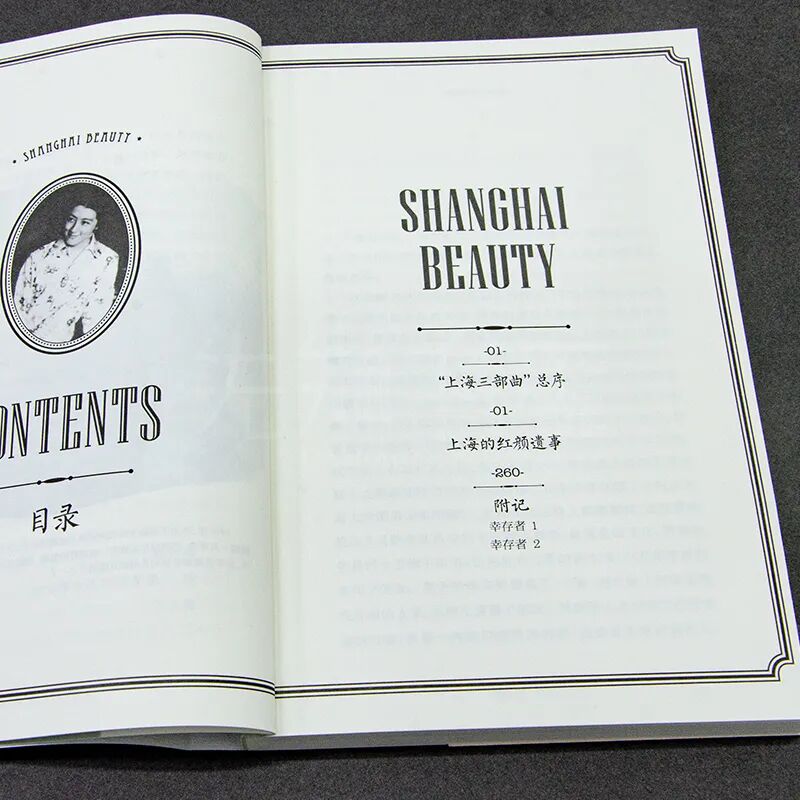 SHANGHAI BEAUTY
ONTENTS
目录
SHANGHAI
BEAUTY
-01-
“上海三部曲”总序
-01-
上海的红颜遗事
-260-
附记
幸存者 1
幸存者 2